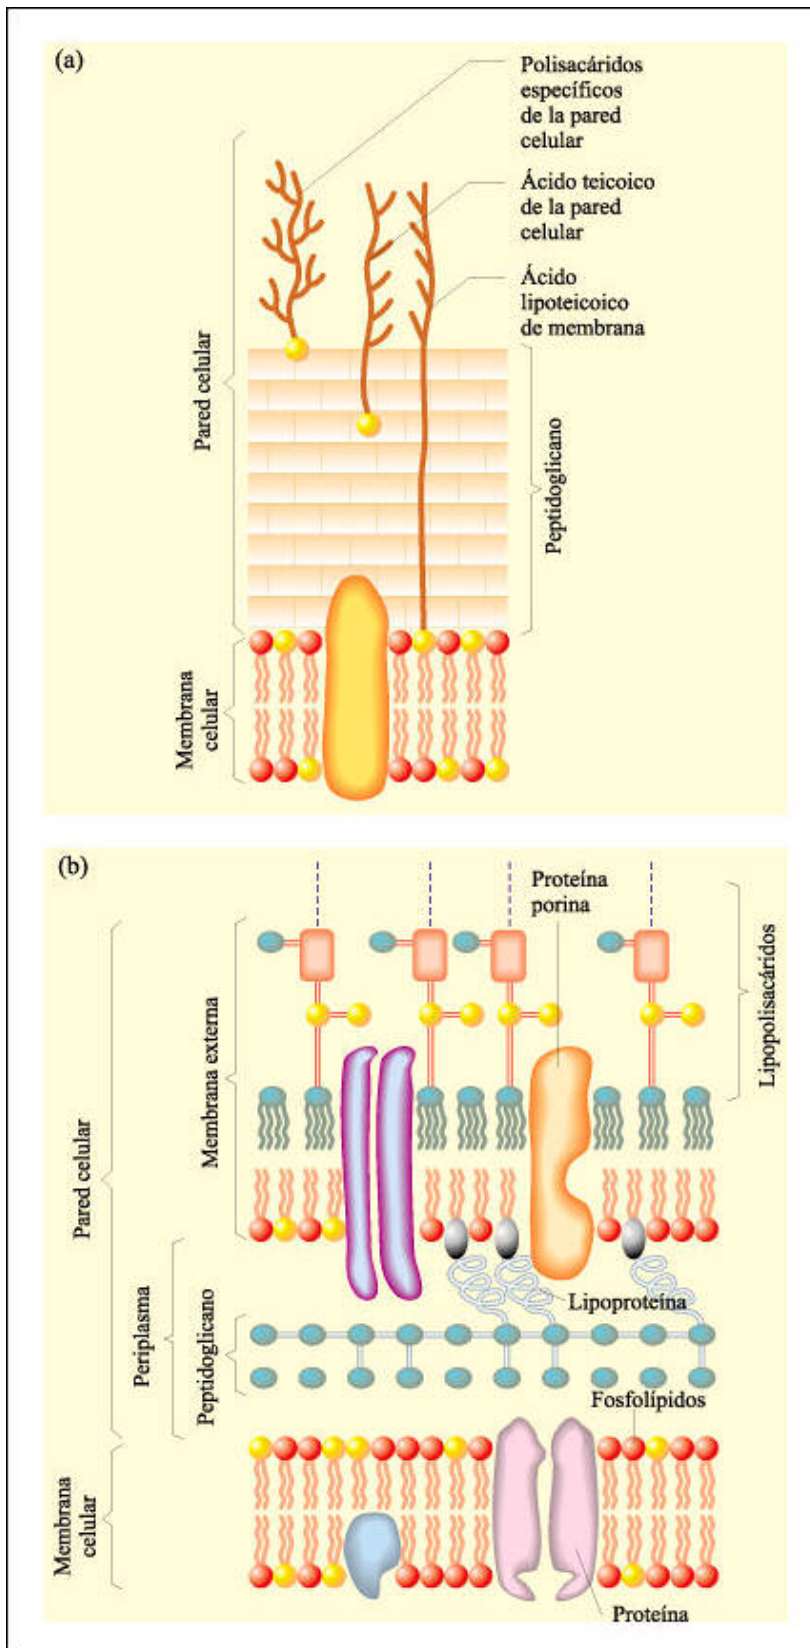 (a)
Polisacáridos
específicos
de la pared
celular
Ácido teicoico
de la pared
celular
Ácido
lipoteicoico
de membrana
Pared celular
Peptidoglicano
Membrana
celular
(b)
Proteína
porina
Lipopolisacáridos
Membrana externa
Pared celular
Lipoproteína
Periplasma
Peptidoglicano
Fosfolípidos
Membrana
celular
Proteína